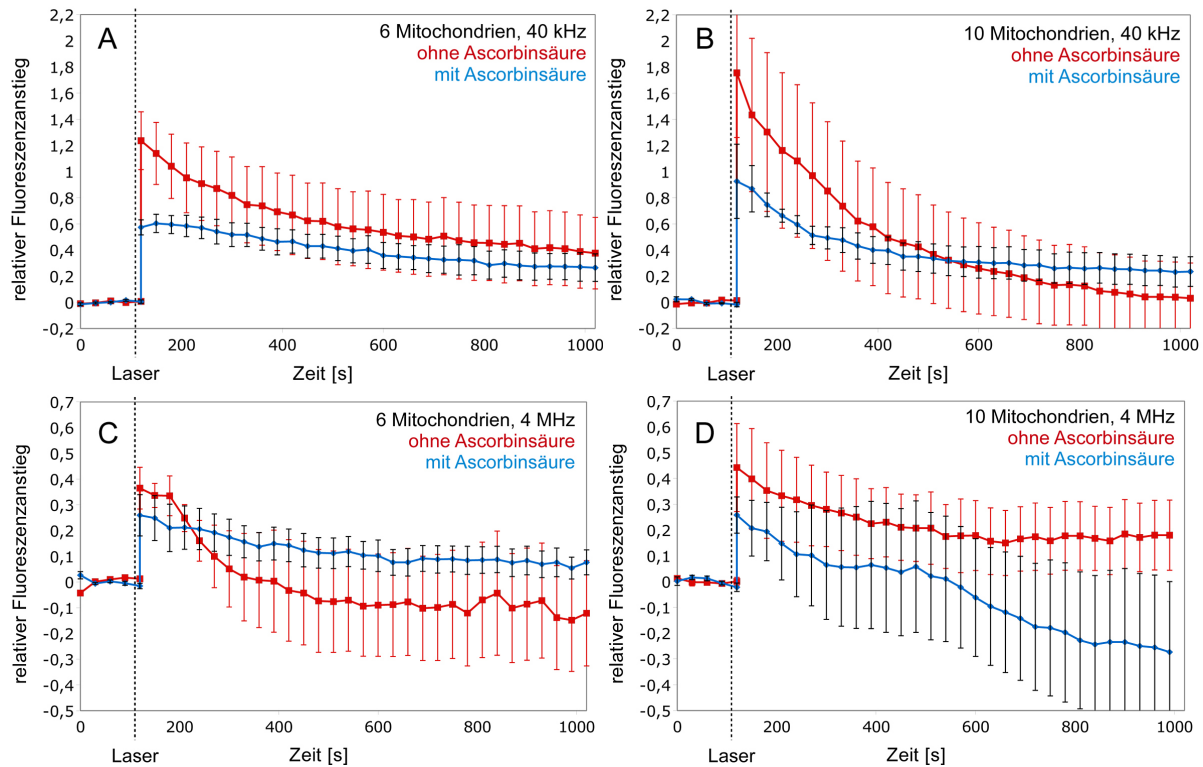 A
6 Mitochondrien, 40 kHz
ohne Ascorbinsäure
mit Ascorbinsäure
relativer Fluoreszenzanstieg
2,2
2
1,8
1,6
1,4
1,2
1
0,8
0,6
0,4
0,2
0
-0,2
200
400
600
800
1000
Laser
Zeit [s]
B
10 Mitochondrien, 40 kHz
ohne Ascorbinsäure
mit Ascorbinsäure
relativer Fluoreszenzanstieg
2,2
2
1,8
1,6
1,4
1,2
1
0,8
0,6
0,4
0,2
0
-0,2
0
200
400
600
800
1000
Laser
Zeit [s]
C
6 Mitochondrien, 4 MHz
ohne Ascorbinsäure
mit Ascorbinsäure
relativer Fluoreszenzanstieg
0,7
0,6
0,5
0,4
0,3
0,2
0,1
0
-0,1
-0,2
-0,3
-0,4
-0,5
0
200
400
600
800
1000
Laser
Zeit [s]
D
10 Mitochondrien, 4 MHz
ohne Ascorbinsäure
mit Ascorbinsäure
relativer Fluoreszenzanstieg
0,7
0,6
0,5
0,4
0,3
0,2
0,1
0
-0,1
-0,2
-0,3
-0,4
-0,5
0
200
400
600
800
1000
Laser
Zeit [s]